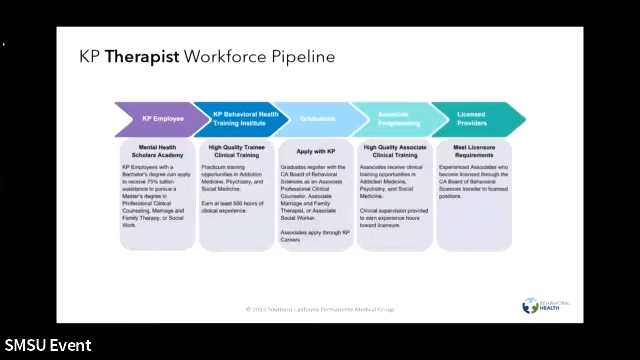 KP Therapist Workforce Pipeline
KP Employee
KP Behavioral Health
Training Institute
Graduation
Associate
Programming
Licensed
Providers
Mental Health
Scholars Academy
KP Employees with a
Bachelor's degree can apply
to receive 75% tuition
assistance to pursue a
Master's degree in
Professional Clinical
Counseling, Marriage and
Family Therapy, or Social
Work.
High Quality Trainee
Clinical Training
Practicum training
opportunities in Addiction
Medicine, Psychiatry, and
Social Medicine.
Earn at least 500 hours of
clinical experience
Apply with KP
Graduates register with the
CA Board of Behavioral
Sciences as an Associate
Professional Clinical
Counselor, Associate
Marriage and Family
Therapist, or Associate
Social Worker.
Associates apply through KP
Careers
High Quality Associate
Clinical Training
Associates receive clinical
training opportunities in
Addiction Medicine,
Psychiatry, and Social
Medicine.
Clinical supervision provided
to earn experience hours
toward licensure.
Meet Licensure
Requirements
Experienced Associates who
become licensed through the
CA Board of Behavioral
Sciences transfer to licensed
positions.
© 2023 Southern California Permanente Medical Group
BEHAVIORAL
HEALTH
SMSU Event